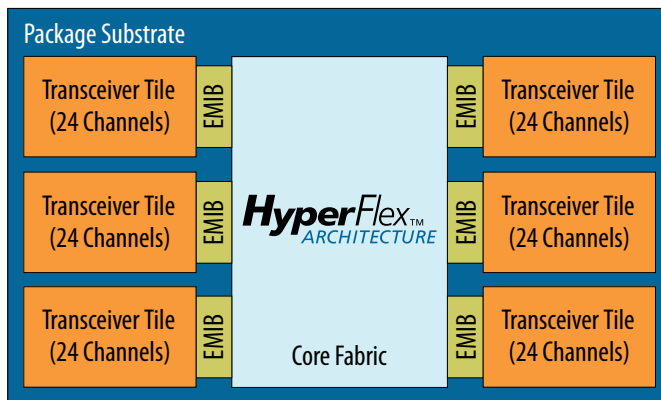 Package Substrate
Transceiver Tile
(24 Channels)
EMIB
EMIB
Transceiver Tile
(24 Channels)
Transceiver Tile
(24 Channels)
EMIB
HyperFlex™
ARCHITECTURE
EMIB
Transceiver Tile
(24 Channels)
Transceiver Tile
(24 Channels)
EMIB
Core Fabric
EMIB
Transceiver Tile
(24 Channels)